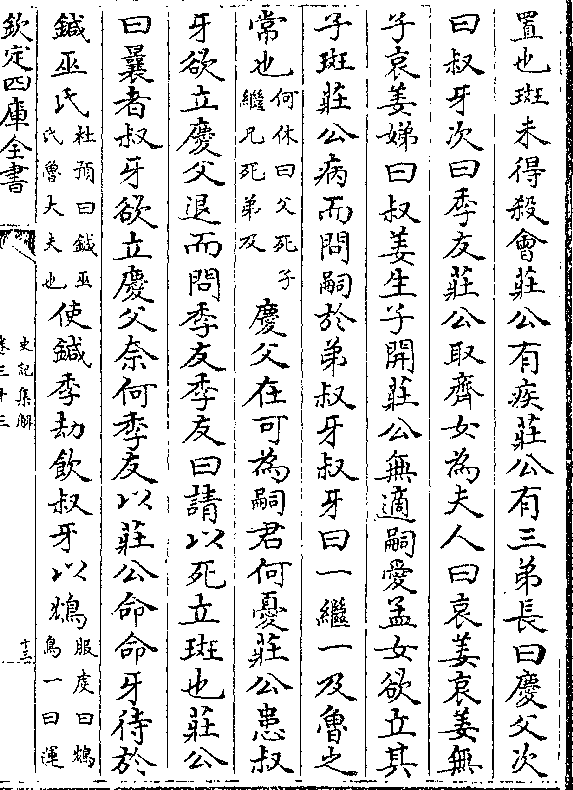 置也斑未得殺會莊公有疾莊公有三弟長曰慶父次
曰叔牙次曰季友莊公取齊女為夫人曰哀姜哀姜無
子哀姜娣曰叔姜生子開莊公無適嗣愛孟女欲立其
子斑莊公病而問嗣於弟叔牙叔牙曰一繼一及魯之
常也何休曰父死子繼兄死弟及慶父在可為嗣君何憂莊公患叔
牙欲立慶父退而問季友季友曰請以死立斑也莊公
曰曩者叔牙欲立慶父奈何季友以莊公命命牙待於
鍼巫氏杜預曰鍼巫氏魯大夫也使鍼季劫飲叔牙以鴆服虔曰鴆鳥一曰運
欽定四庫全書
史記集解
卷三十三
十三